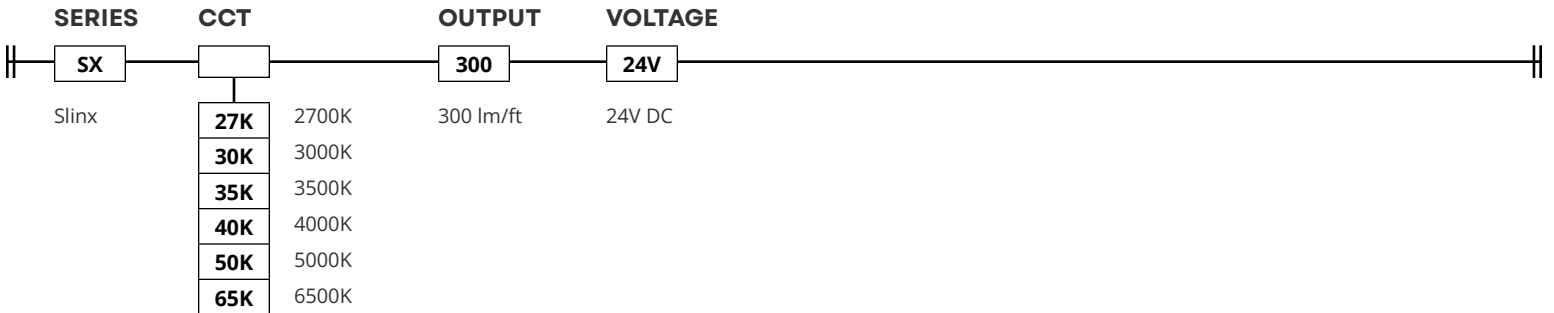 SERIES CCT OUTPUT VOLTAGE
SX 300 24V
Slinx 27K 2700K 300 lm/ft 24V DC
30K 3000K
35K 3500K
40K 4000K
50K 5000K
65K 6500K